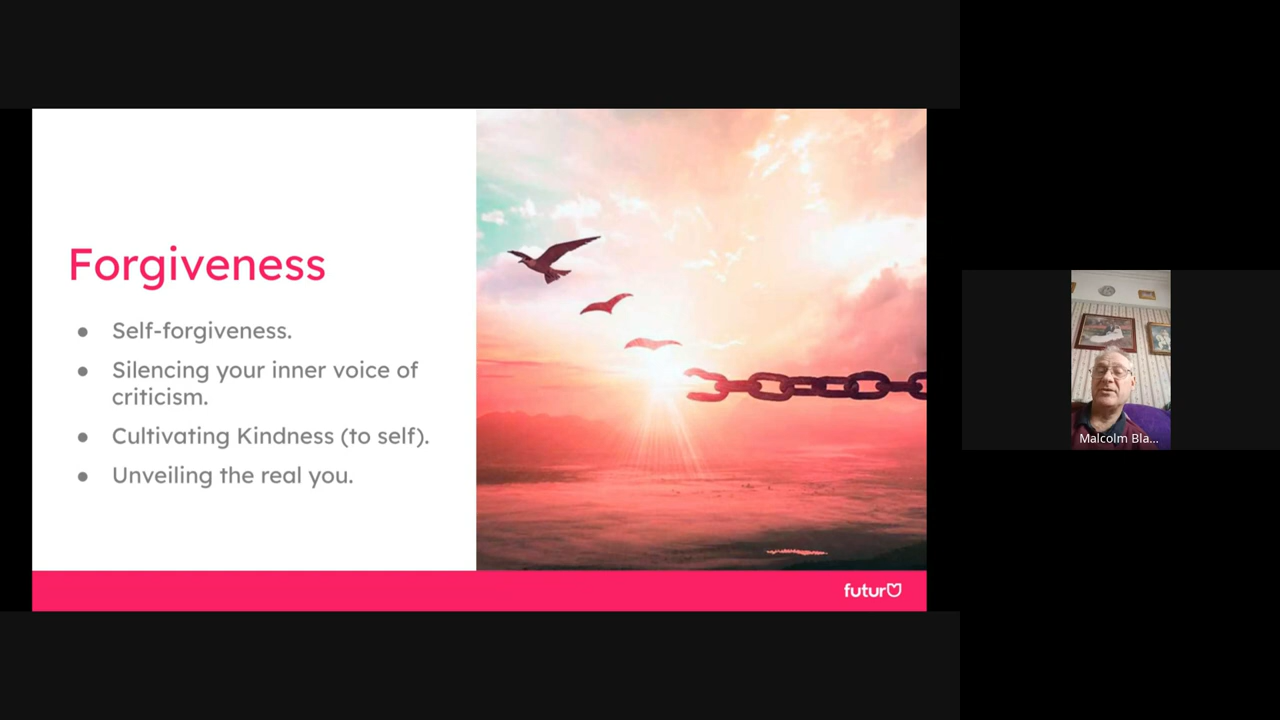 Forgiveness
● Self-forgiveness.
● Silencing your inner voice of
criticism.
● Cultivating Kindness (to self).
● Unveiling the real you.
futur
Malcolm Bla...